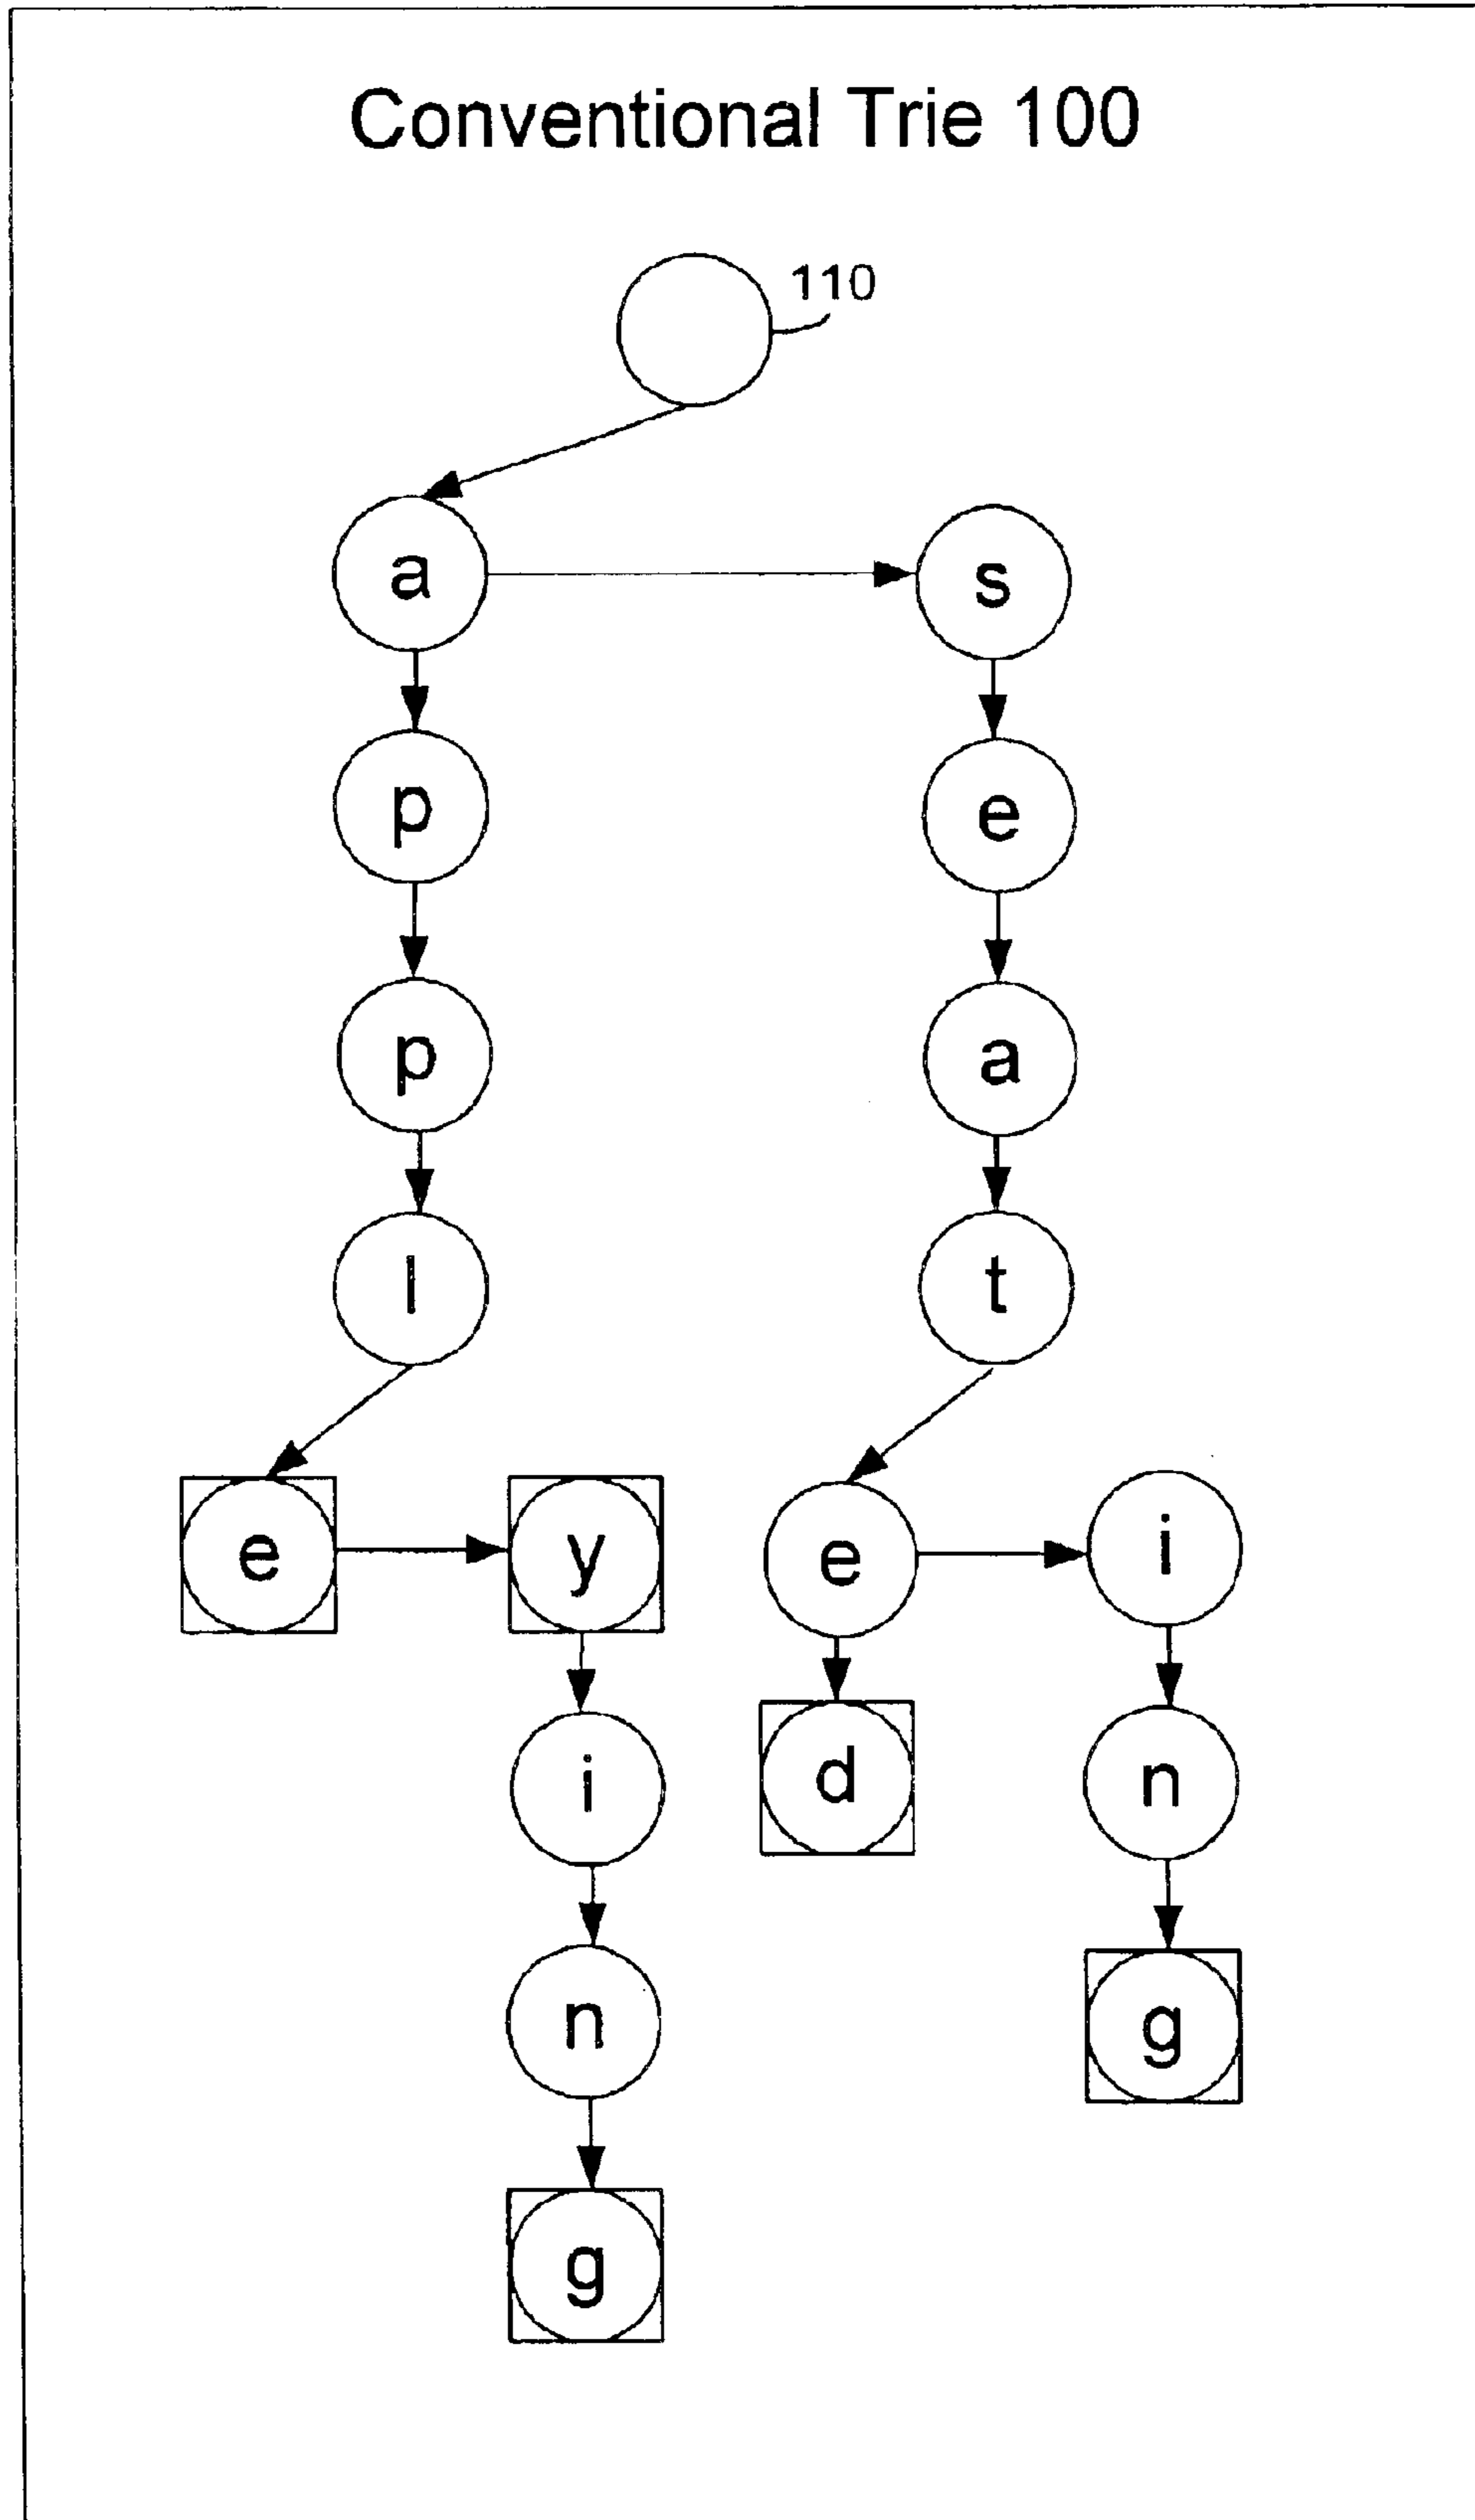 Conventional Trie 100
110
a s
p e
p a
l t
e y e i
i d n
n g
g